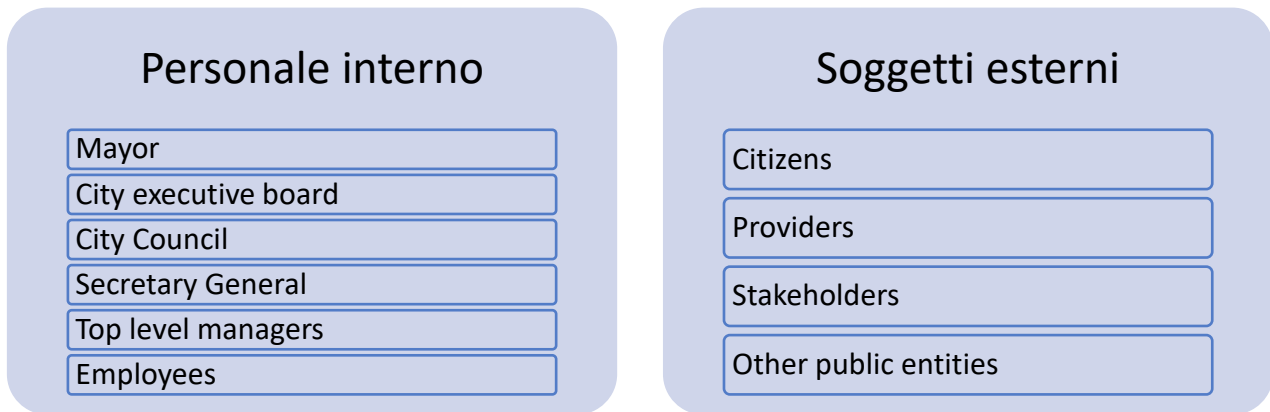 Personale interno
Mayor
City executive board
City Council
Secretary General
Top level managers
Employees
Soggetti esterni
Citizens
Providers
Stakeholders
Other public entities